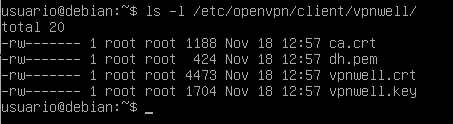 usuario@debian:~$ ls -l /etc/openvpn/client/vpnwell/
total 20
-rw------- 1 root root 1188 Nov 18 12:57 ca.crt
-rw------- 1 root root  424 Nov 18 12:57 dh.pem
-rw------- 1 root root 4473 Nov 18 12:57 vpnwell.crt
-rw------- 1 root root 1704 Nov 18 12:57 vpnwell.key
usuario@debian:~$ _